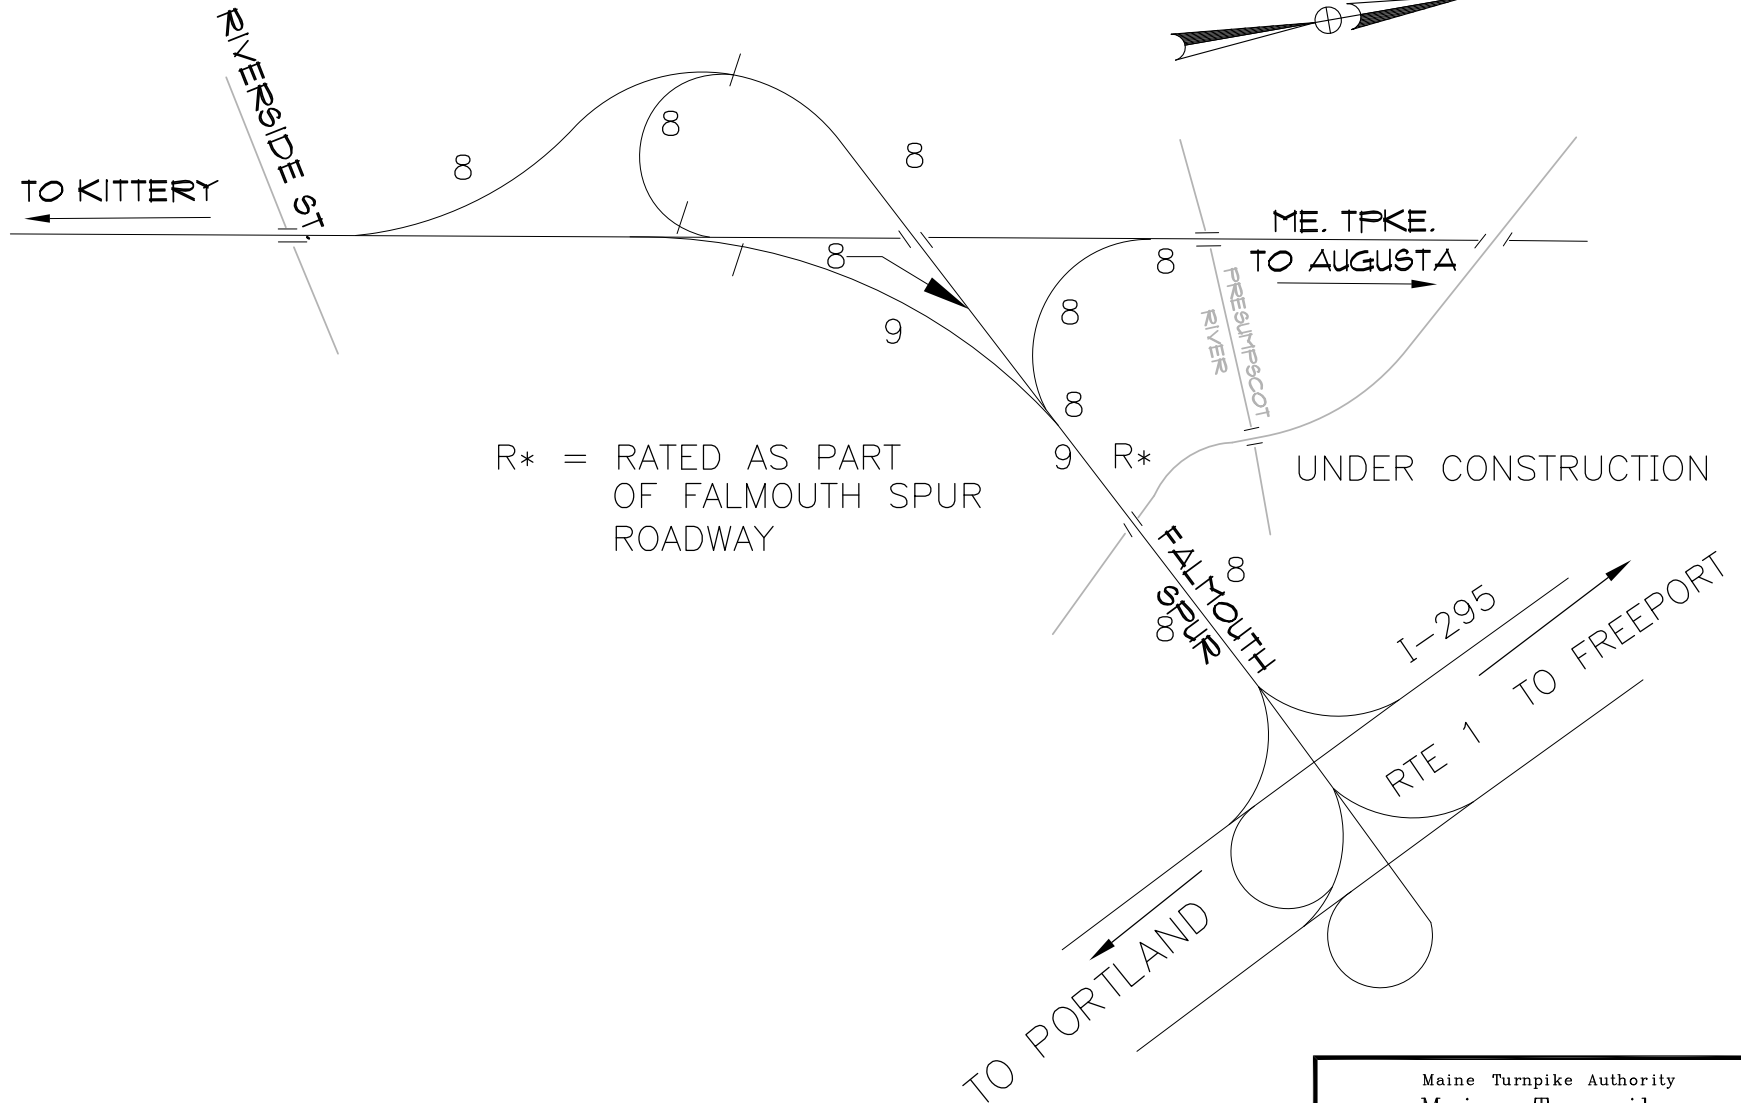 RIVERSIDE ST.
TO KITTERY
8
8
8
ME. TPKE.
TO AUGUSTA
8
8
8
9
PRESUMPSCOT
RIVER
8
R* = RATED AS PART
OF FALMOUTH SPUR
ROADWAY
9 R*
UNDER CONSTRUCTION
FALMOUTH
SPUR
8
8
I-295
TO FREEPORT
RTE 1
TO PORTLAND
Maine Turnpike Authority